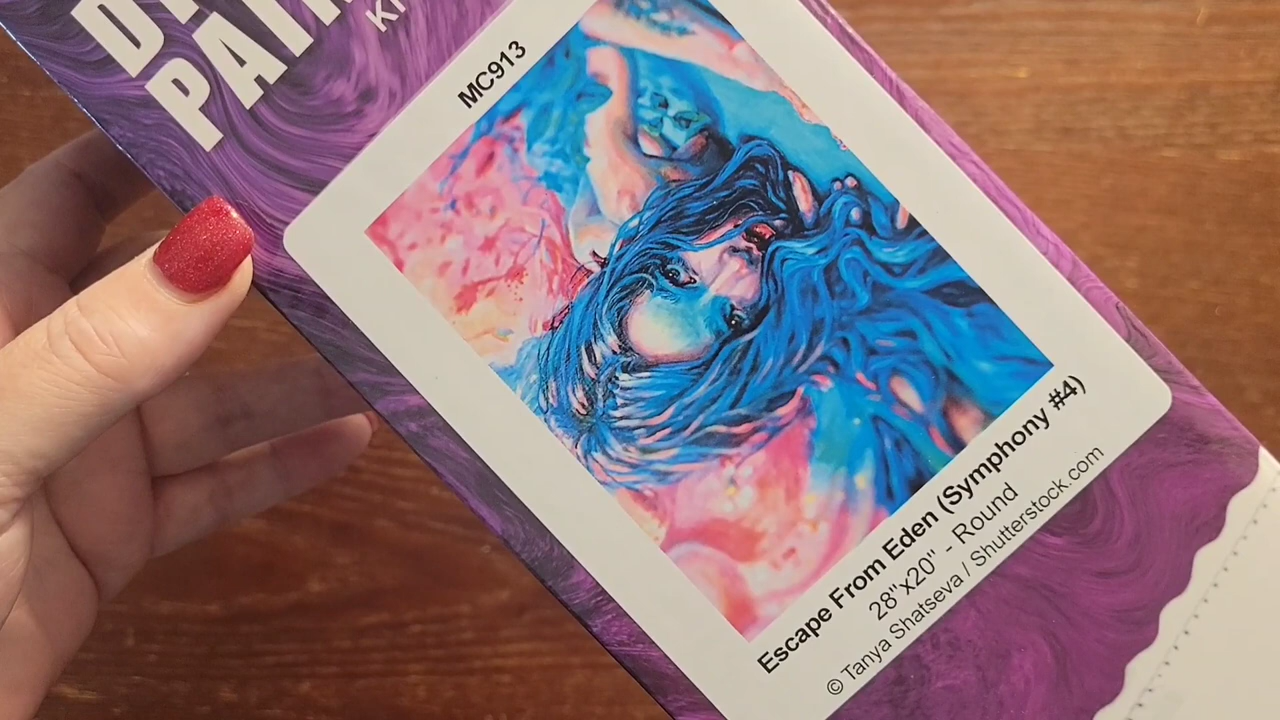 MC913
Escape From Eden (Symphony #4)
28"x20" - Round
© Tanya Shatseva / Shutterstock.com